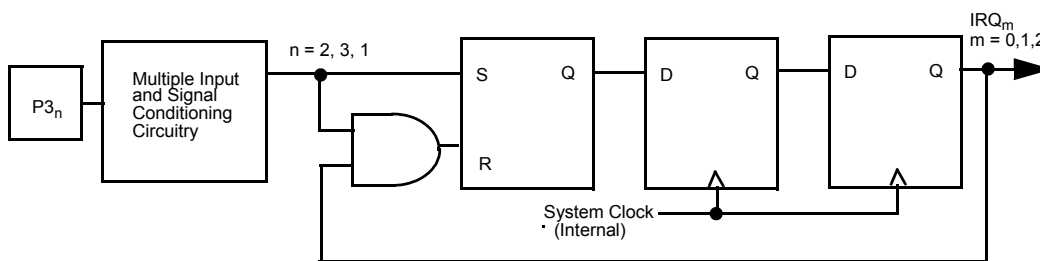 IRQm
m = 0,1,2
n = 2, 3, 1
P3n
Multiple Input
and Signal
Conditioning
Circuitry
S
Q
R
D
Q
D
Q
System Clock
(Internal)